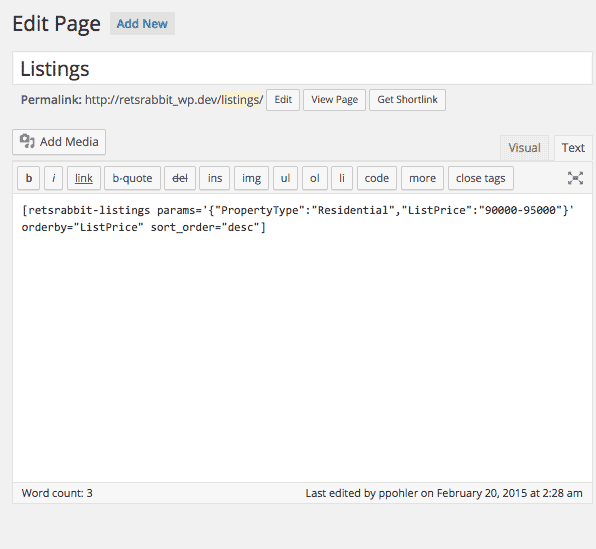 Edit Page Add New
Listings
Permalink: http://retsrabbit_wp.dev/listings/ Edit View Page Get Shortlink
Add Media Visual Text
b i link b-quote del ins img ul ol li code more close tags
[retsrabbit-listings params='{"PropertyType":"Residential","ListPrice":"90000-95000"}'
orderby="ListPrice" sort_order="desc"]
Word count: 3 Last edited by ppohler on February 20, 2015 at 2:28 am